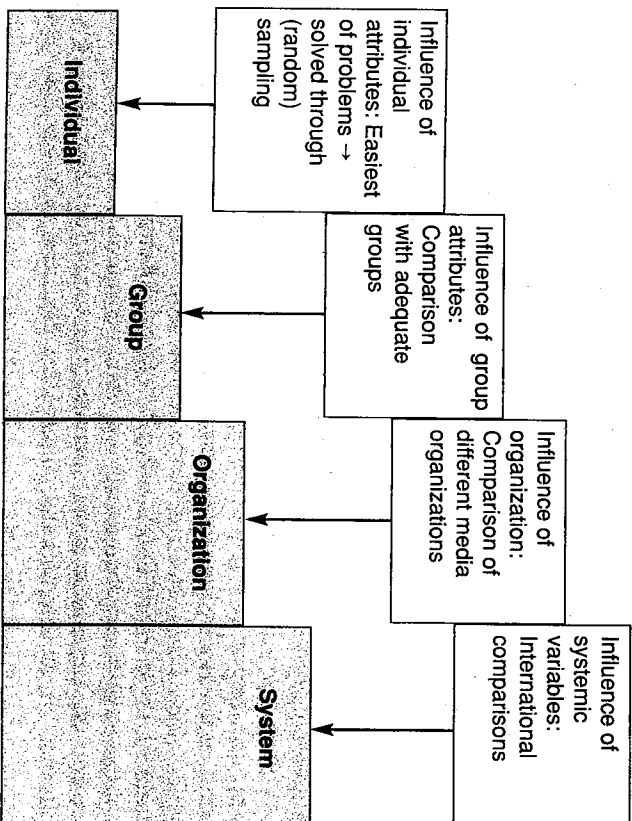 Influence of
individual
attributes: Easiest
of problems →
solved through
(random)
sampling
Individual
Influence of group
attributes:
Comparison
with adequate
groups
Group
Influence of
organization:
Comparison of
different media
organizations
Organization
Influence of
systemic
variables:
International
comparisons
System